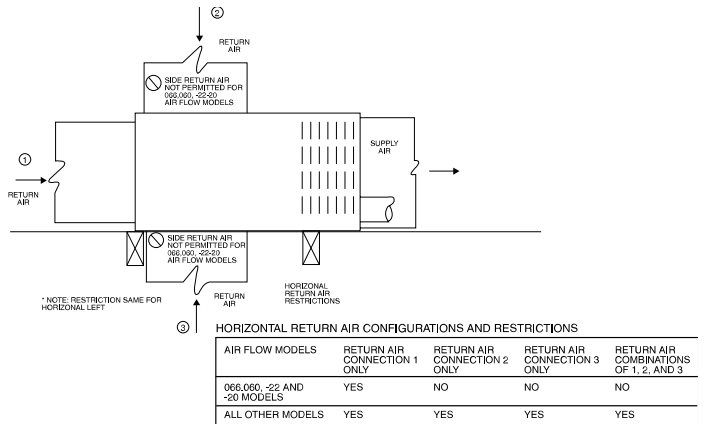 ②
RETURN
AIR
SIDE RETURN AIR
NOT PERMITTED FOR
066,060, -22-20
AIR FLOW MODELS
①
RETURN
AIR
SUPPLY
AIR
SIDE RETURN AIR
NOT PERMITTED FOR
066,060, -22-20
AIR FLOW MODELS
* NOTE: RESTRICTION SAME FOR
HORIZONAL LEFT
RETURN
AIR
③
HORIZONAL
RETURN AIR
RESTRICTIONS
HORIZONTAL RETURN AIR CONFIGURATIONS AND RESTRICTIONS
AIR FLOW MODELS
RETURN AIR
CONNECTION 1
ONLY
RETURN AIR
CONNECTION 2
ONLY
RETURN AIR
CONNECTION 3
ONLY
RETURN AIR
COMBINATIONS
OF 1, 2, AND 3
066.060, -22 AND
-20 MODELS
YES
NO
NO
NO
ALL OTHER MODELS
YES
YES
YES
YES